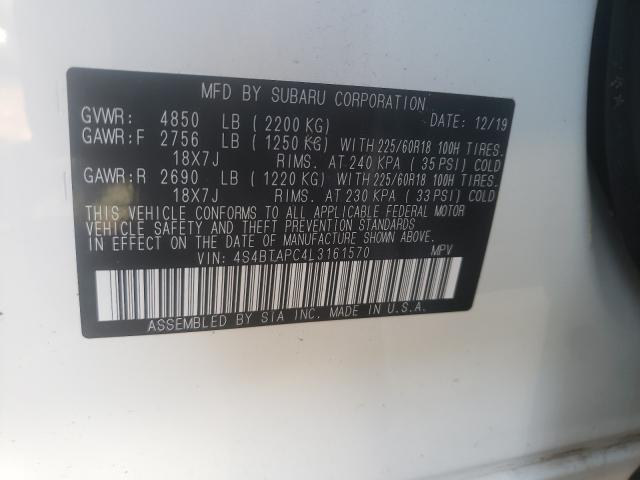 MFD BY SUBARU CORPORATION
GVWR: 4850 LB (2200 KG) DATE: 12/19
GAWR:F 2756 LB (1250 KG) WITH 225/60R18 100H TIRES.
18X7J RIMS. AT 240 KPA (35 PSI) COLD
GAWR:R 2690 LB (1220 KG) WITH 225/60R18 100H TIRES.
18X7J RIMS. AT 230 KPA (33 PSI) COLD
THIS VEHICLE CONFORMS TO ALL APPLICABLE FEDERAL MOTOR
VEHICLE SAFETY AND THEFT PREVENTION STANDARDS
IN EFFECT ON THE DATE OF MANUFACTURE SHOWN ABOVE.
VIN: 4S4BTAPC4L3161570 MPV
ASSEMBLED BY SIA INC. MADE IN U.S.A.